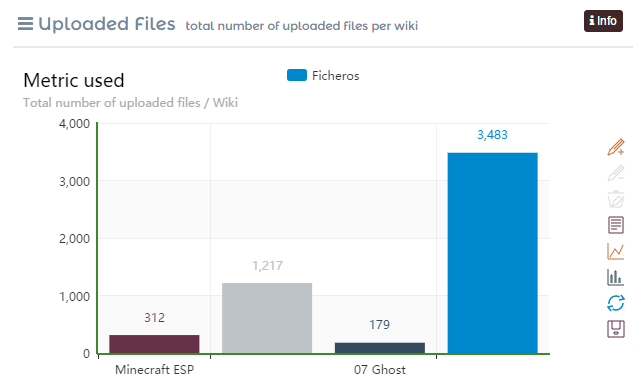 Uploaded Files total number of uploaded files per wiki
i Info
Metric used
Total number of uploaded files / Wiki
Ficheros
4,000
3,000
2,000
1,000
0
312
1,217
179
3,483
Minecraft ESP
07 Ghost